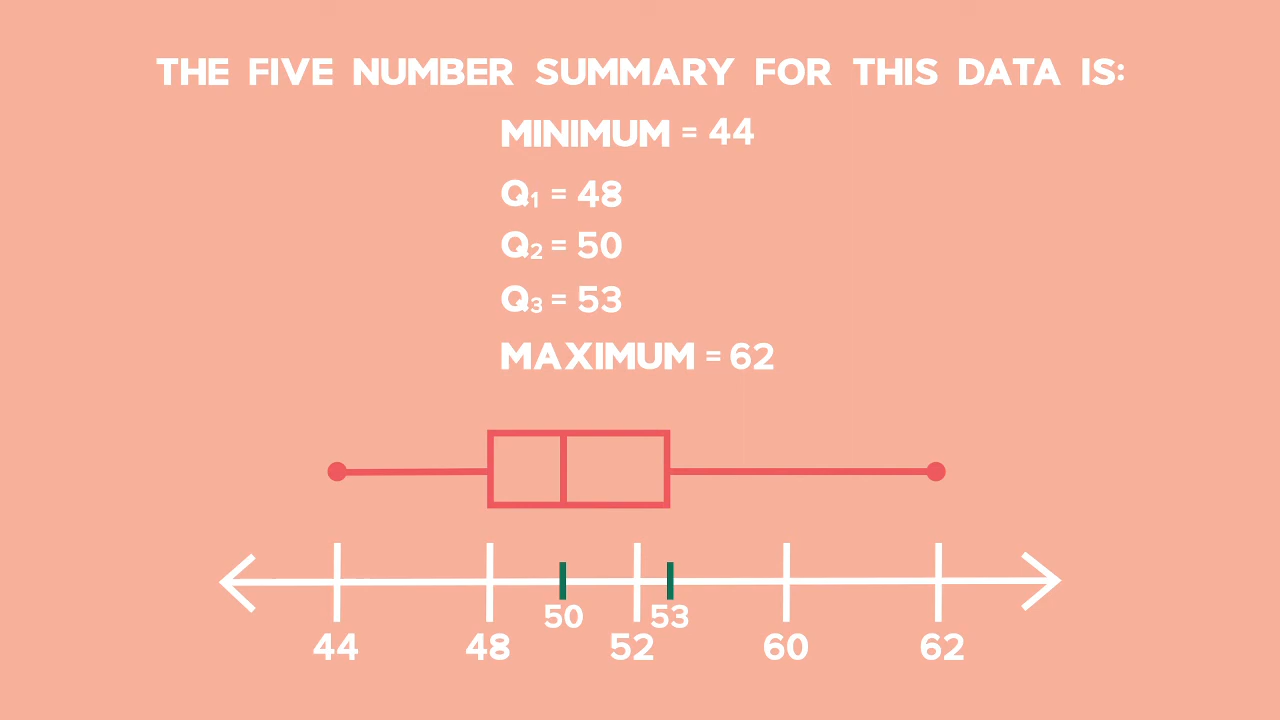 THE FIVE NUMBER SUMMARY FOR THIS DATA IS:
MINIMUM = 44
Q₁ = 48
Q₂ = 50
Q₃ = 53
MAXIMUM = 62
50 53
44 48 52 60 62